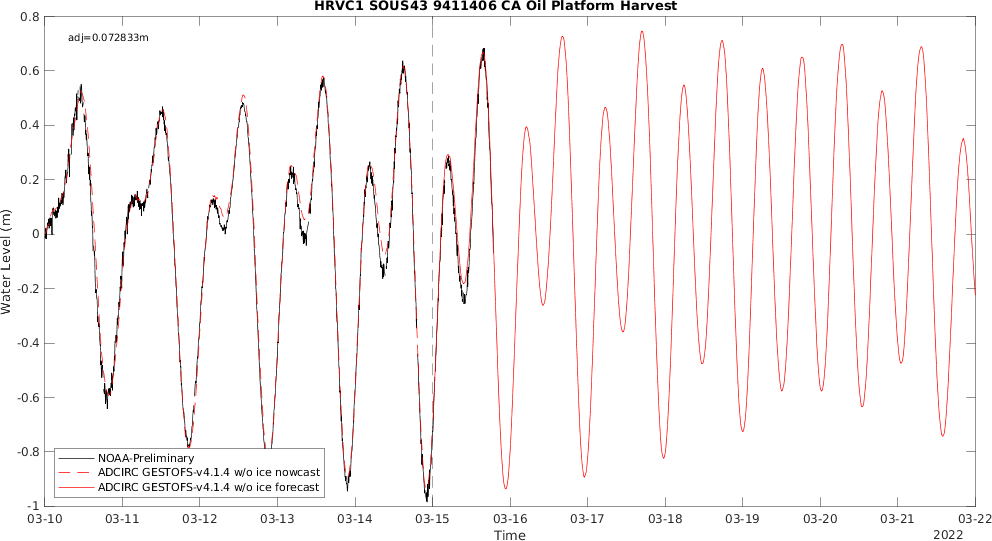 HRVC1 SOUS43 9411406 CA Oil Platform Harvest
adj=0.072833m
0.8
0.6
0.4
0.2
0
-0.2
-0.4
-0.6
-0.8
-1
Water Level (m)
NOAA-Preliminary
ADCIRC GESTOFS-v4.1.4 w/o ice nowcast
ADCIRC GESTOFS-v4.1.4 w/o ice forecast
03-10 03-11 03-12 03-13 03-14 03-15 03-16 03-17 03-18 03-19 03-20 03-21 03-22
Time
2022